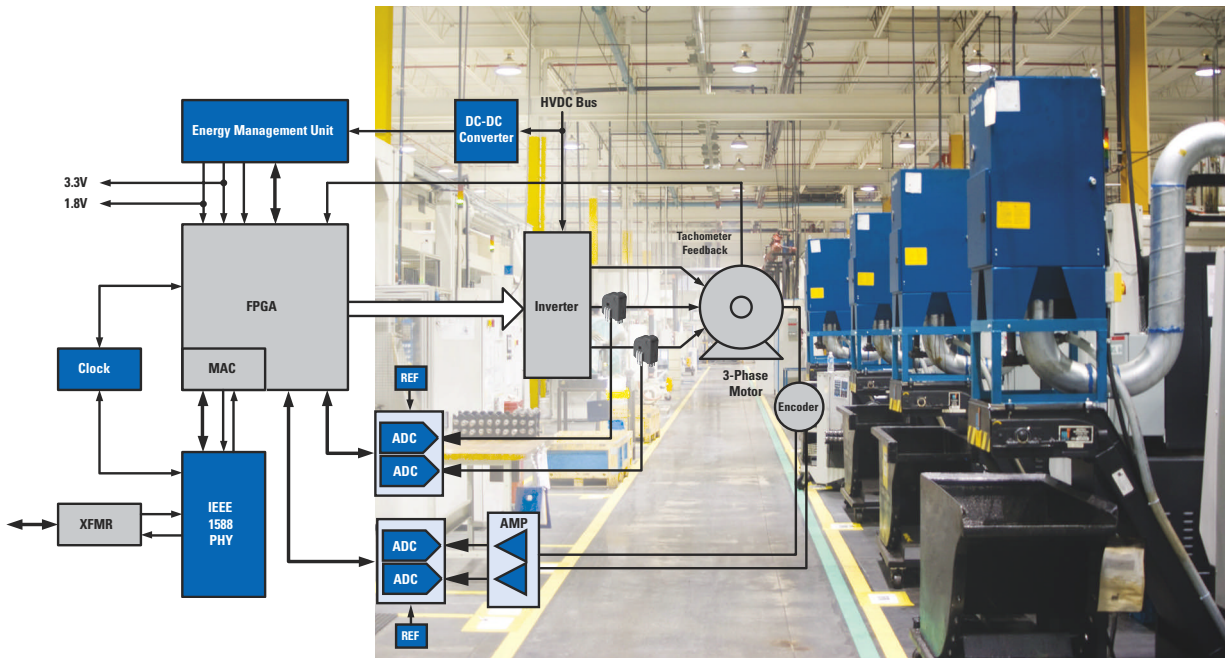 HVDC Bus
Energy Management Unit
DC-DC
Converter
3.3V
1.8V
Tachometer
Feedback
FPGA
Inverter
MAC
Clock
REF
3-Phase
Motor
Encoder
ADC
ADC
IEEE
1588
PHY
XFMR
AMP
ADC
ADC
REF